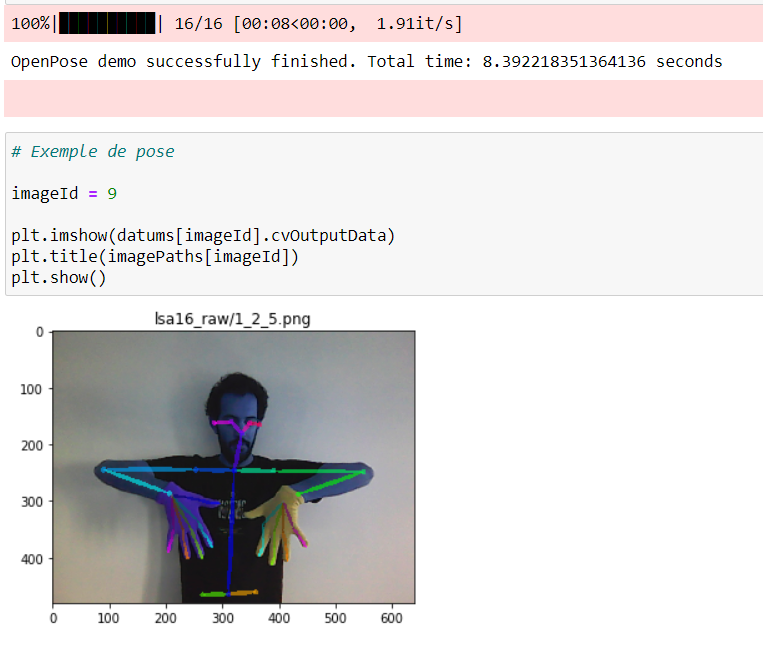 100%|██████████| 16/16 [00:08<00:00,  1.91it/s]
OpenPose demo successfully finished. Total time: 8.392218351364136 seconds
# Exemple de pose
imageId = 9
plt.imshow(datums[imageId].cvOutputData)
plt.title(imagePaths[imageId])
plt.show()
lsa16_raw/1_2_5.png
0
100
200
300
400
0 100 200 300 400 500 600